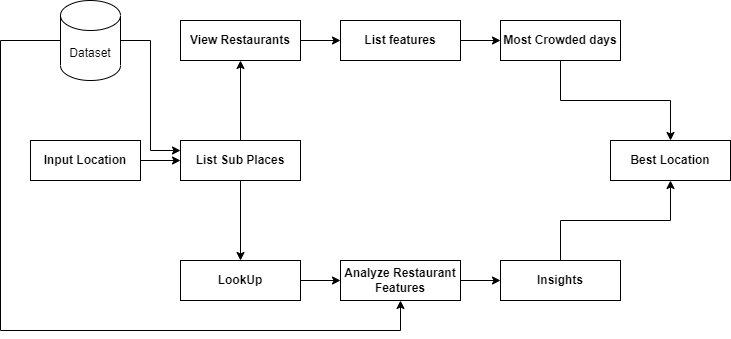 Dataset
View Restaurants
List features
Most Crowded days
Input Location
List Sub Places
Best Location
LookUp
Analyze Restaurant
Features
Insights